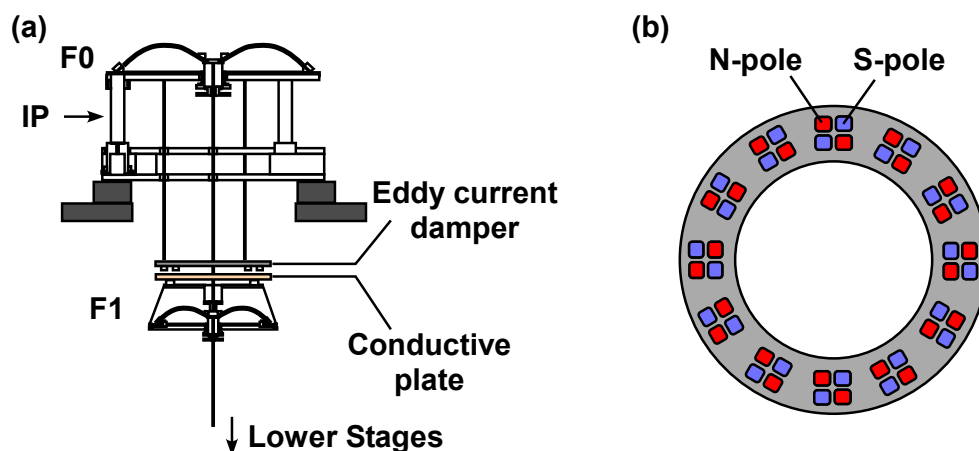 (a)
F0
IP
Eddy current
damper
F1
Conductive
plate
Lower Stages
(b)
N-pole
S-pole